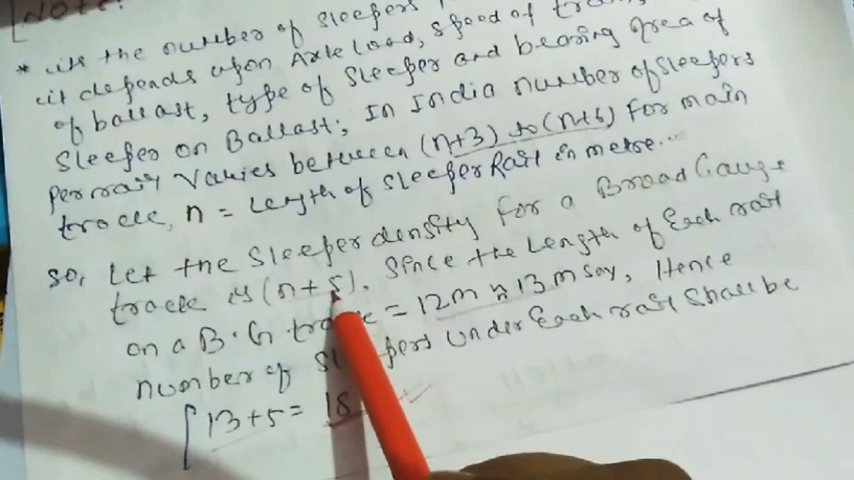 NOTE:
* it is the number of sleepers
it depends upon Axle load, speed of
of ballast, type of sleeper and bearing area of
sleeper on Ballast; In India number of sleepers
per rail varies between (n+3) to (n+6) for main
track, n = length of sleeper Rail in metre...
so, Let the sleeper density for a Broad Gauge
track is (n+5). Since the length of Each rail
on a B.G = 12m ≈ 13m say, Hence
number of under Each rail shall be
[13+5 = 18